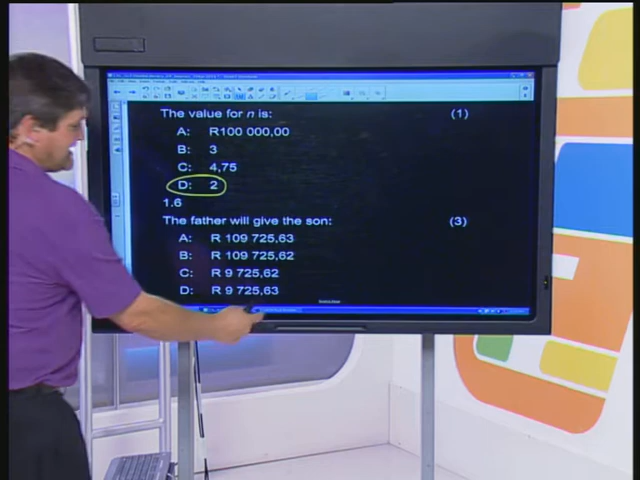 The value for n is: (1)
A: R100 000,00
B: 3
C: 4,75
D: 2
1.6
The father will give the son: (3)
A: R 109 725,63
B: R 109 725,62
C: R 9 725,62
D: R 9 725,63